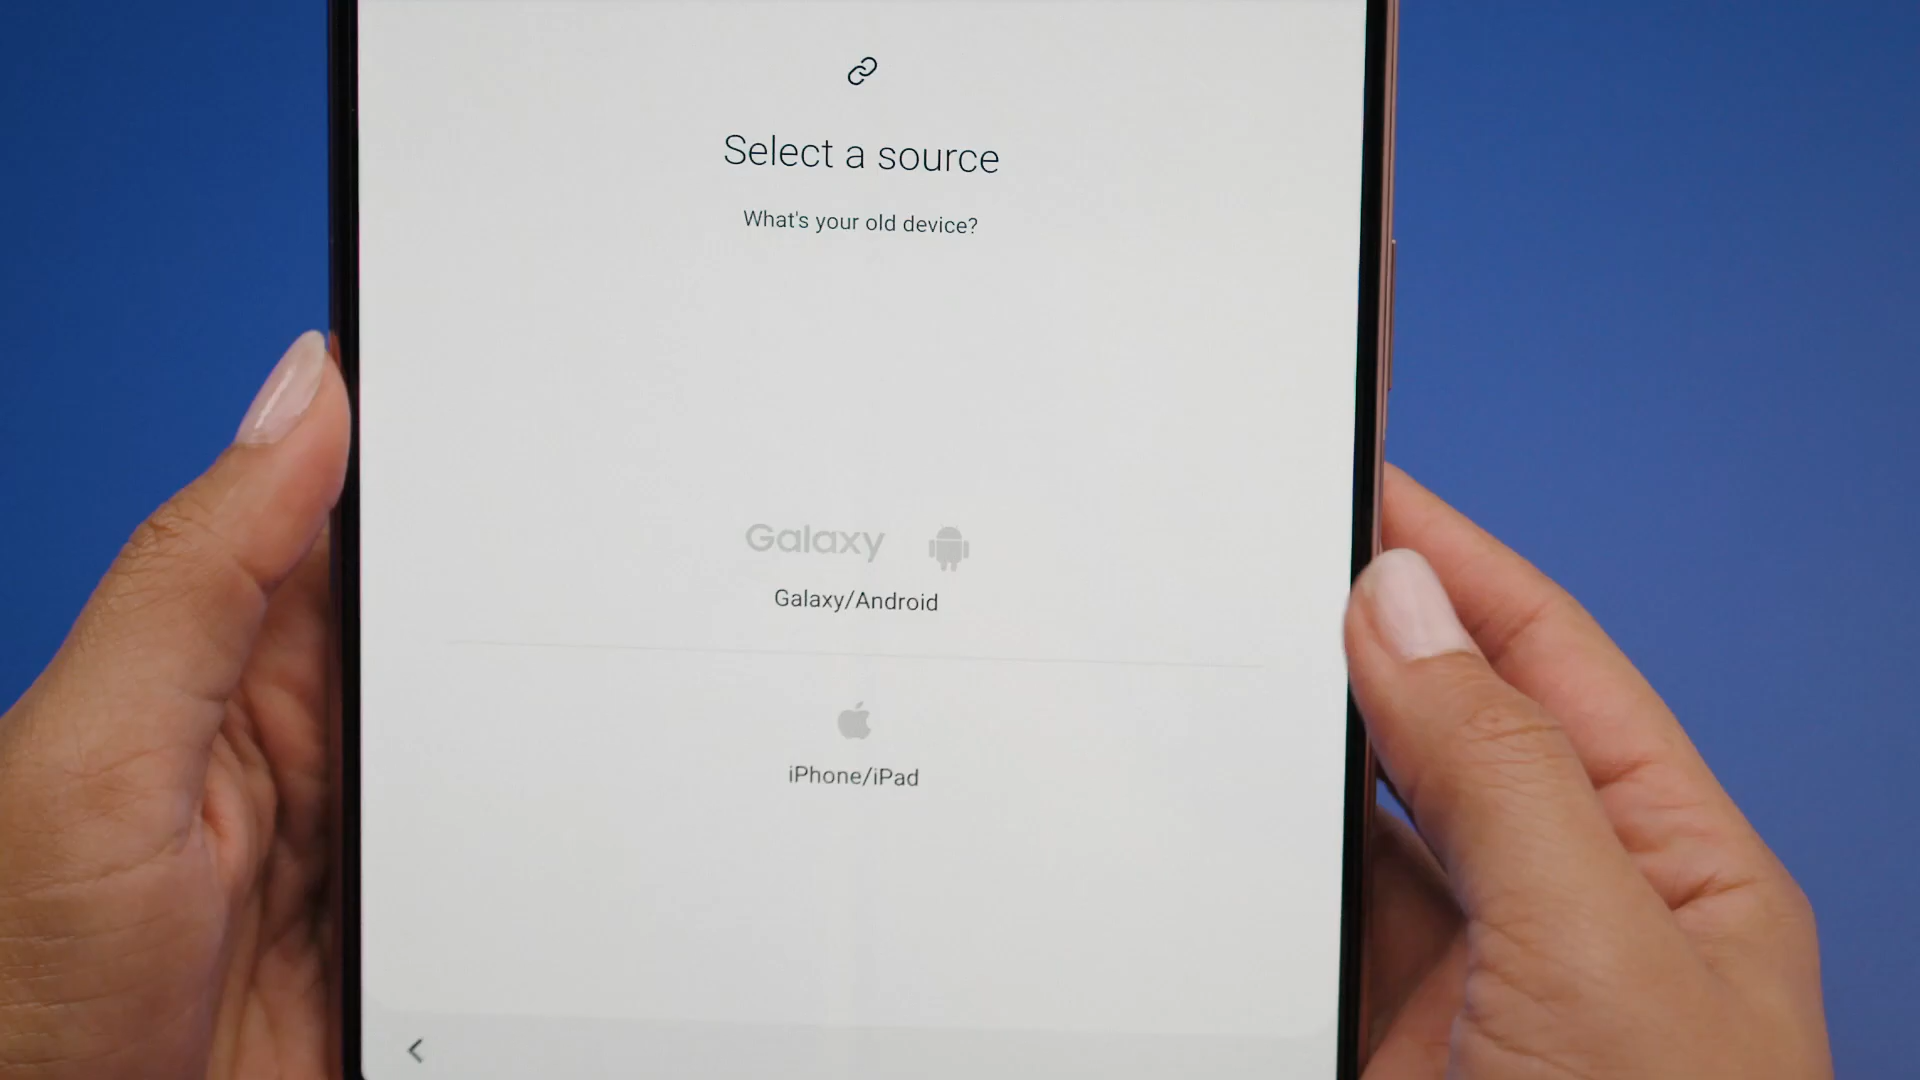 Select a source
What's your old device?
Galaxy
Galaxy/Android
iPhone/iPad